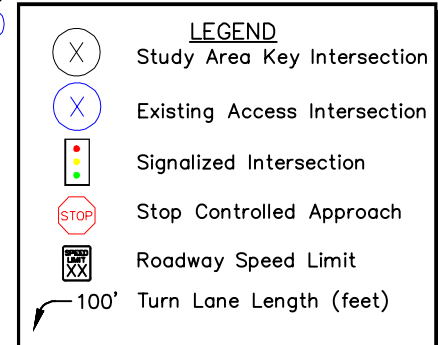 LEGEND
X Study Area Key Intersection
X Existing Access Intersection
Signalized Intersection
STOP Stop Controlled Approach
SPEED
LIMIT
XX Roadway Speed Limit
100' Turn Lane Length (feet)